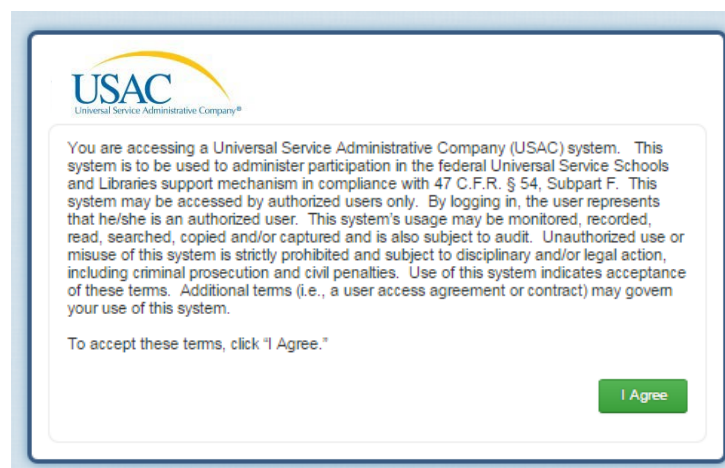 USAC
Universal Service Administrative Company®
You are accessing a Universal Service Administrative Company (USAC) system.   This
system is to be used to administer participation in the federal Universal Service Schools
and Libraries support mechanism in compliance with 47 C.F.R. § 54, Subpart F.  This
system may be accessed by authorized users only.  By logging in, the user represents
that he/she is an authorized user.  This system's usage may be monitored, recorded,
read, searched, copied and/or captured and is also subject to audit.  Unauthorized use or
misuse of this system is strictly prohibited and subject to disciplinary and/or legal action,
including criminal prosecution and civil penalties.  Use of this system indicates acceptance
of these terms.  Additional terms (i.e., a user access agreement or contract) may govern
your use of this system.
To accept these terms, click “I Agree.”
I Agree